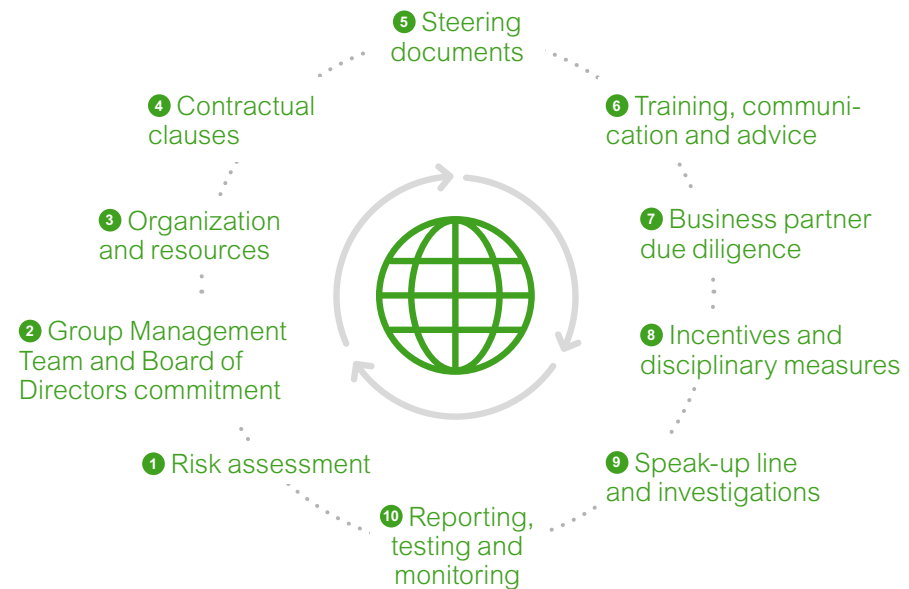 5 Steering
documents
4 Contractual
clauses
6 Training, communi-
cation and advice
3 Organization
and resources
7 Business partner
due diligence
2 Group Management
Team and Board of
Directors commitment
8 Incentives and
disciplinary measures
1 Risk assessment
9 Speak-up line
and investigations
10 Reporting,
testing and
monitoring